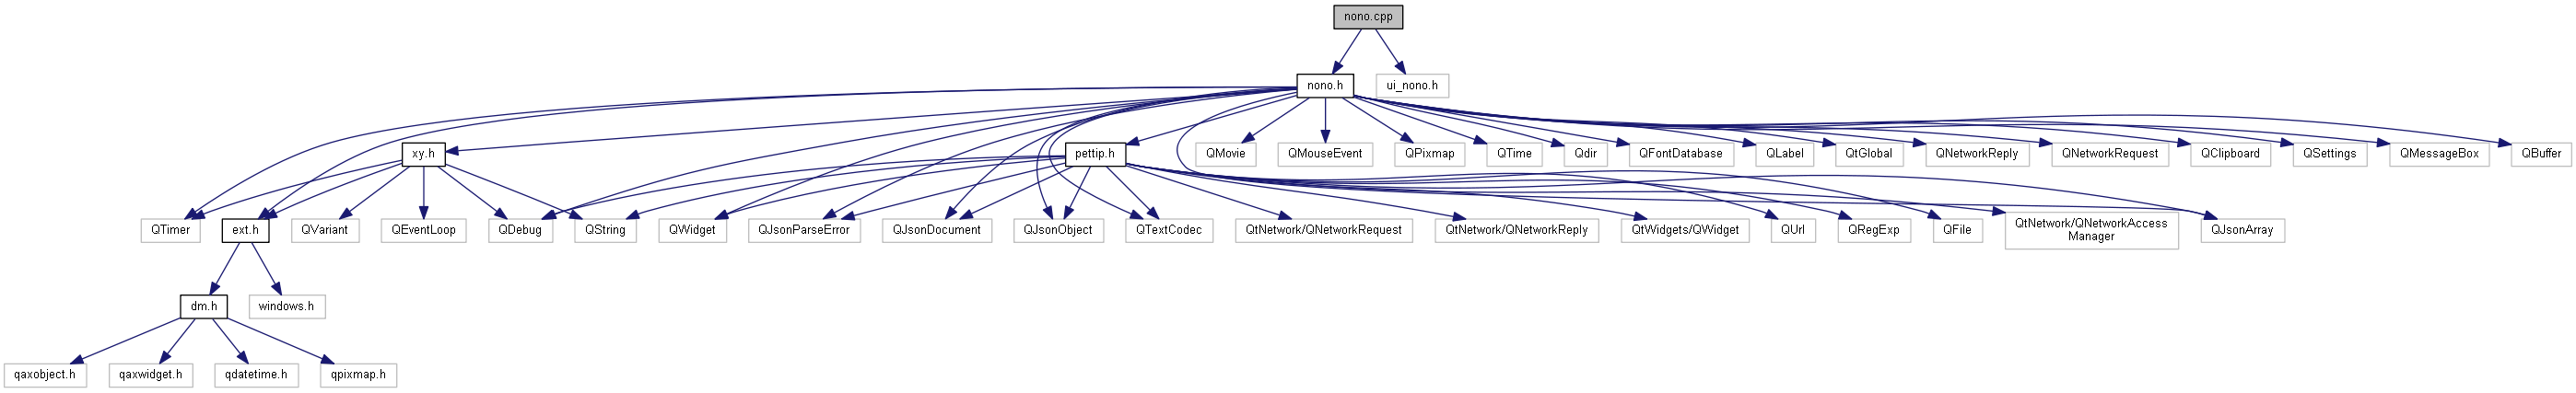 nono.cpp
nono.h
ui_nono.h
xy.h
pettip.h
QMovie
QMouseEvent
QPixmap
QTime
Qdir
QFontDatabase
QLabel
QtGlobal
QNetworkReply
QNetworkRequest
QClipboard
QSettings
QMessageBox
QBuffer
QTimer
ext.h
QVariant
QEventLoop
QDebug
QString
QWidget
QJsonParseError
QJsonDocument
QJsonObject
QTextCodec
QtNetwork/QNetworkRequest
QtNetwork/QNetworkReply
QtWidgets/QWidget
QUrl
QRegExp
QFile
QtNetwork/QNetworkAccess
Manager
QJsonArray
dm.h
windows.h
qaxobject.h
qaxwidget.h
qdatetime.h
qpixmap.h